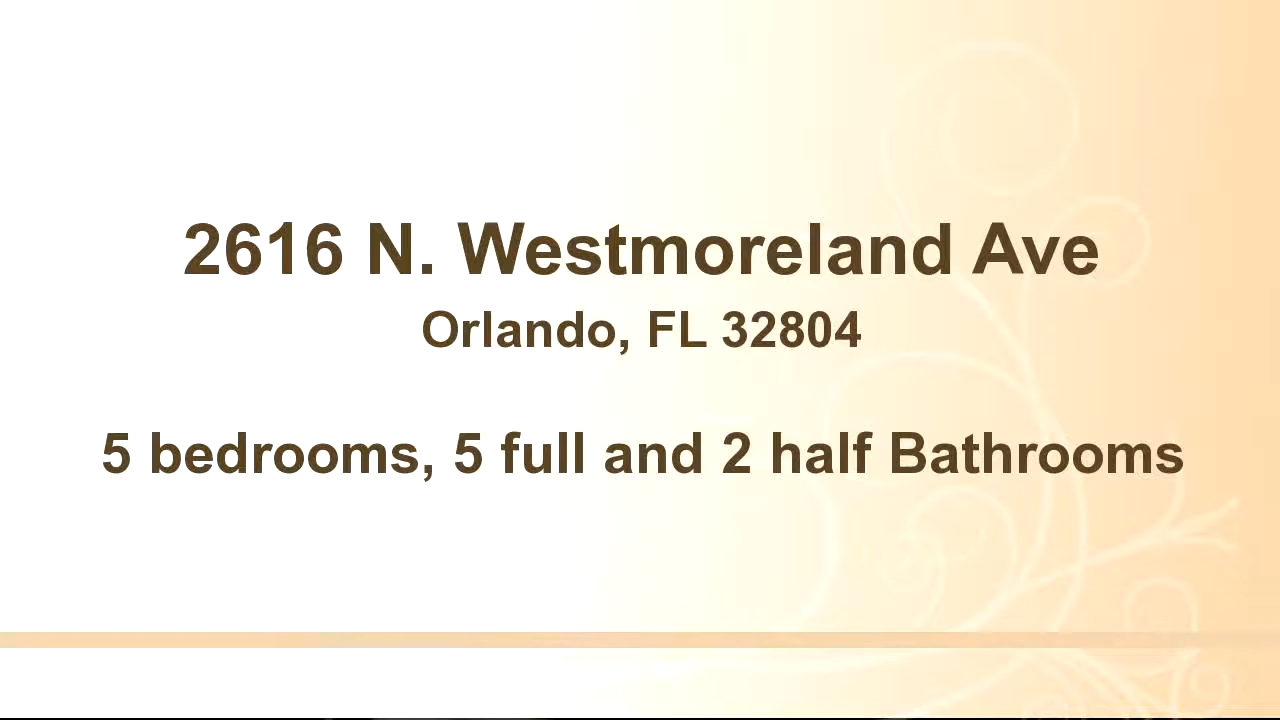 2616 N. Westmoreland Ave
Orlando, FL 32804
5 bedrooms, 5 full and 2 half Bathrooms